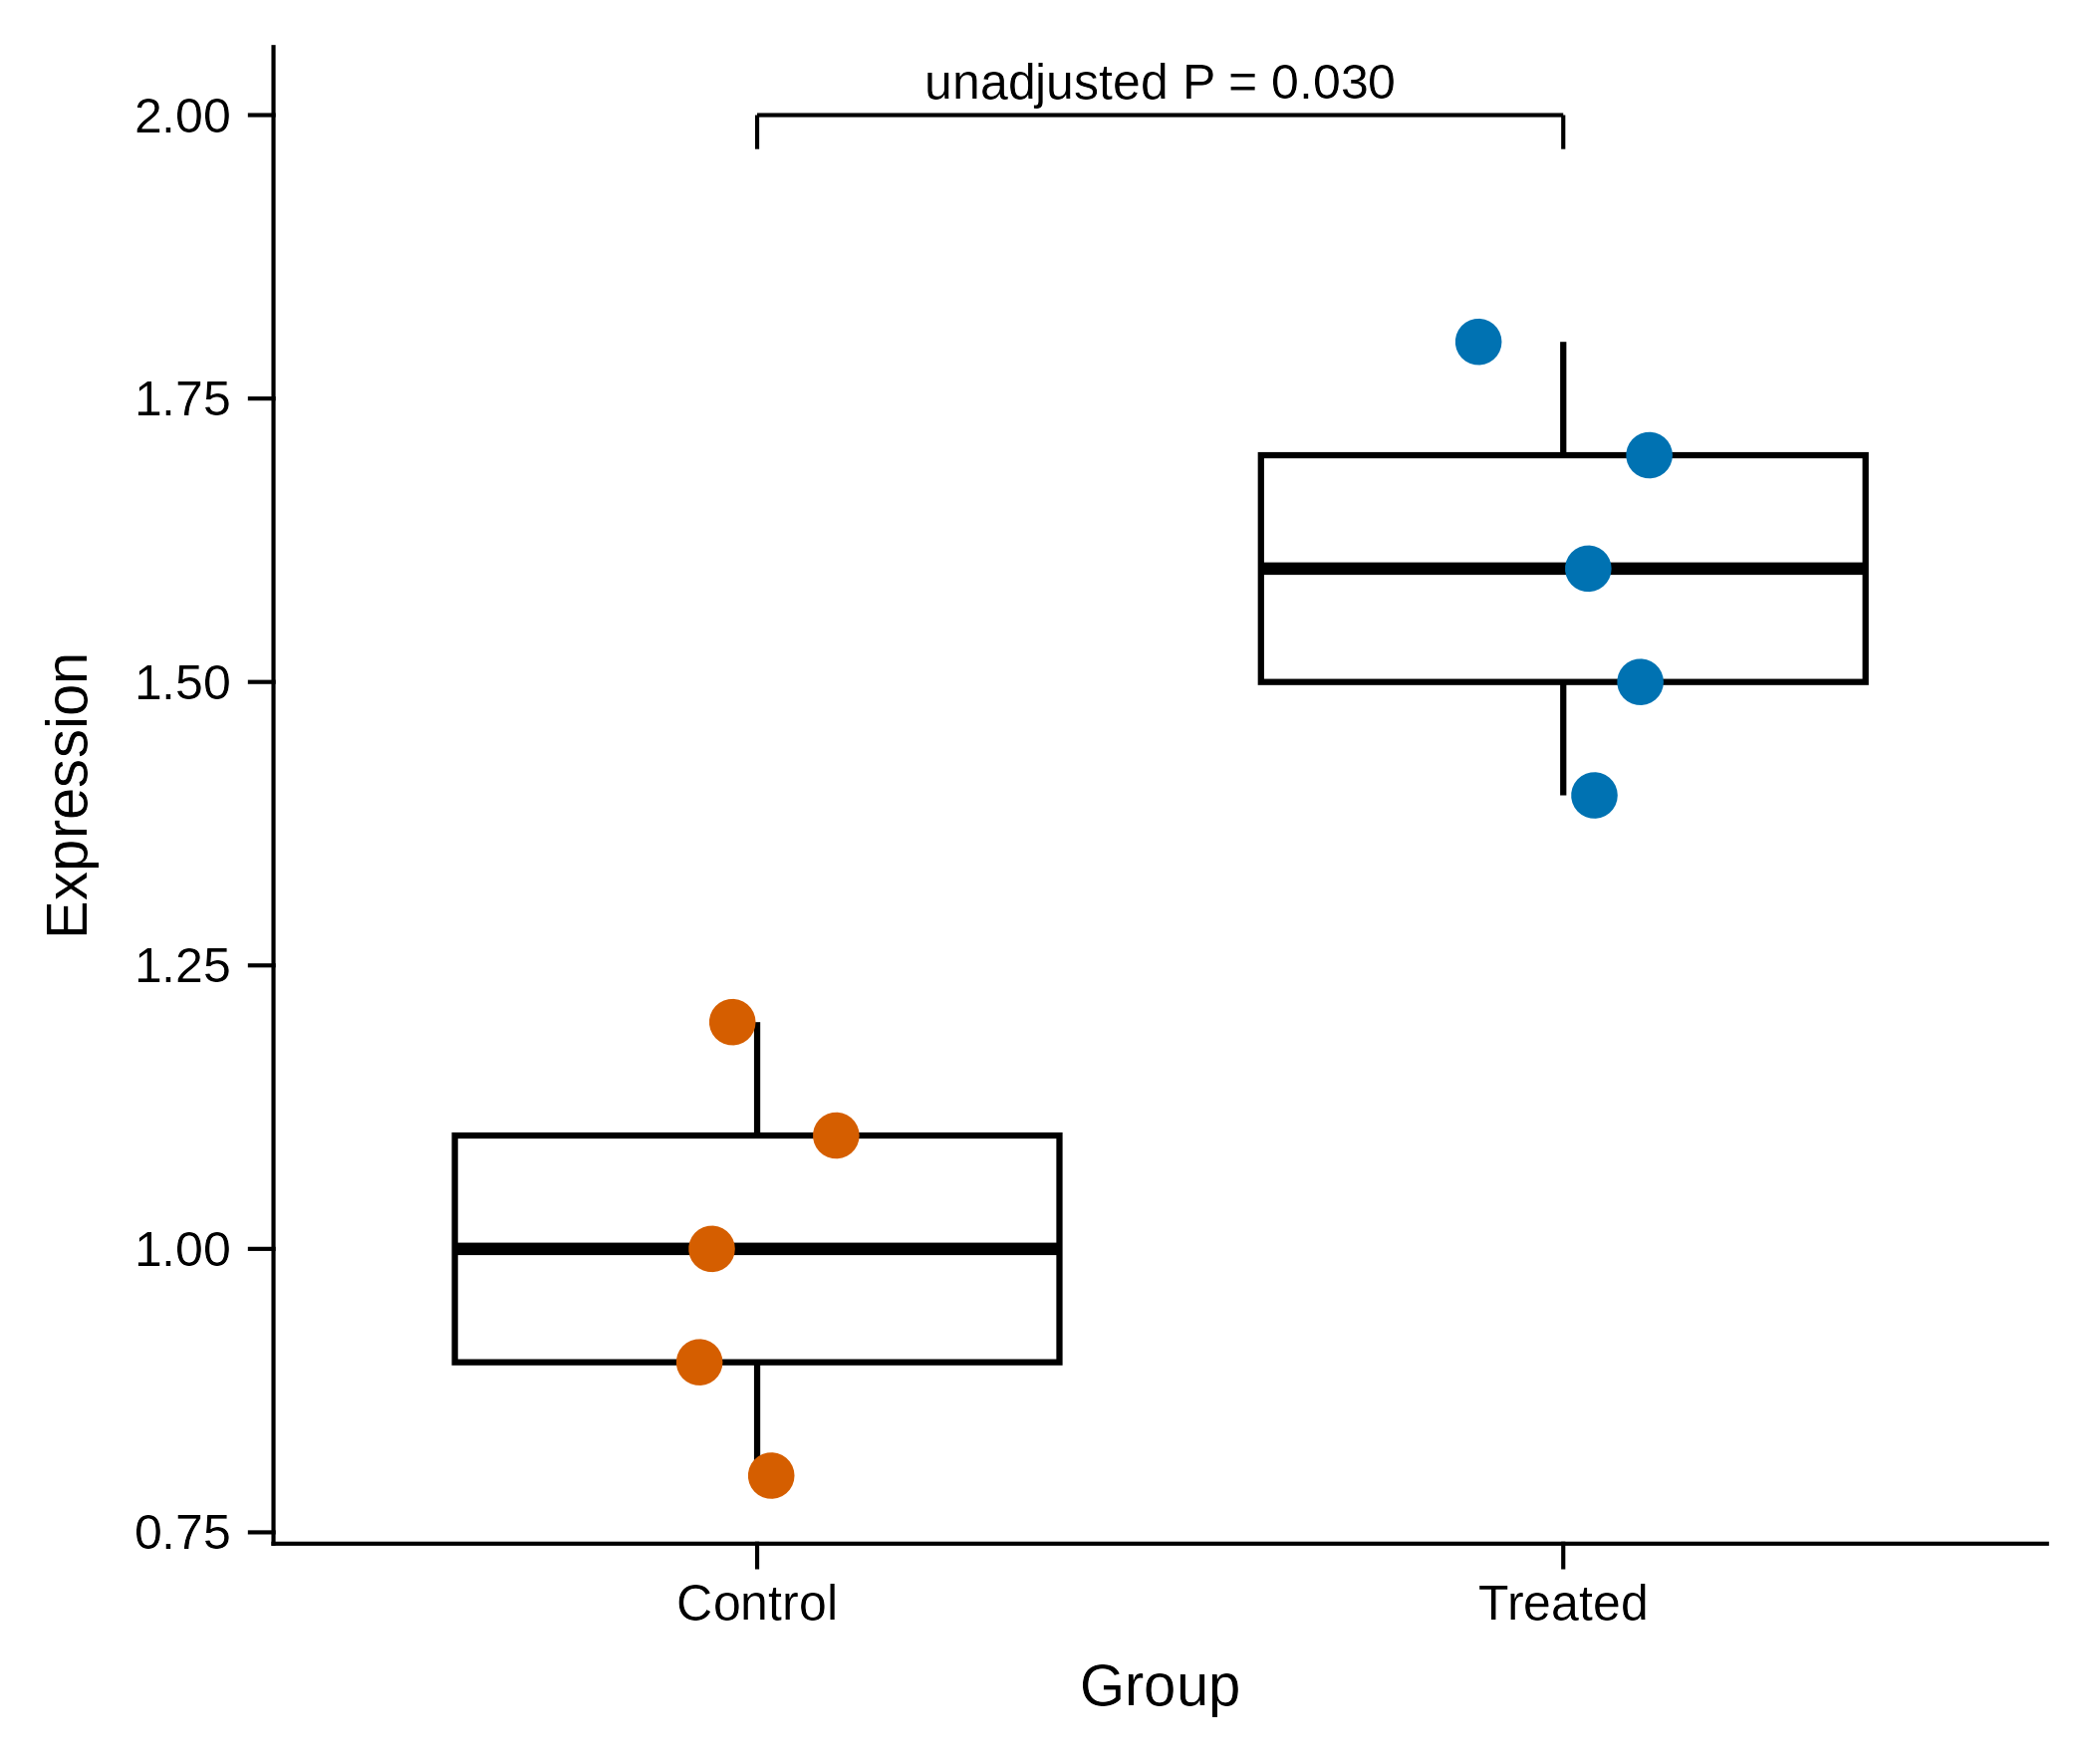 unadjusted P = 0.030
2.00
1.75
1.50
1.25
1.00
0.75
Expression
Control
Treated
Group